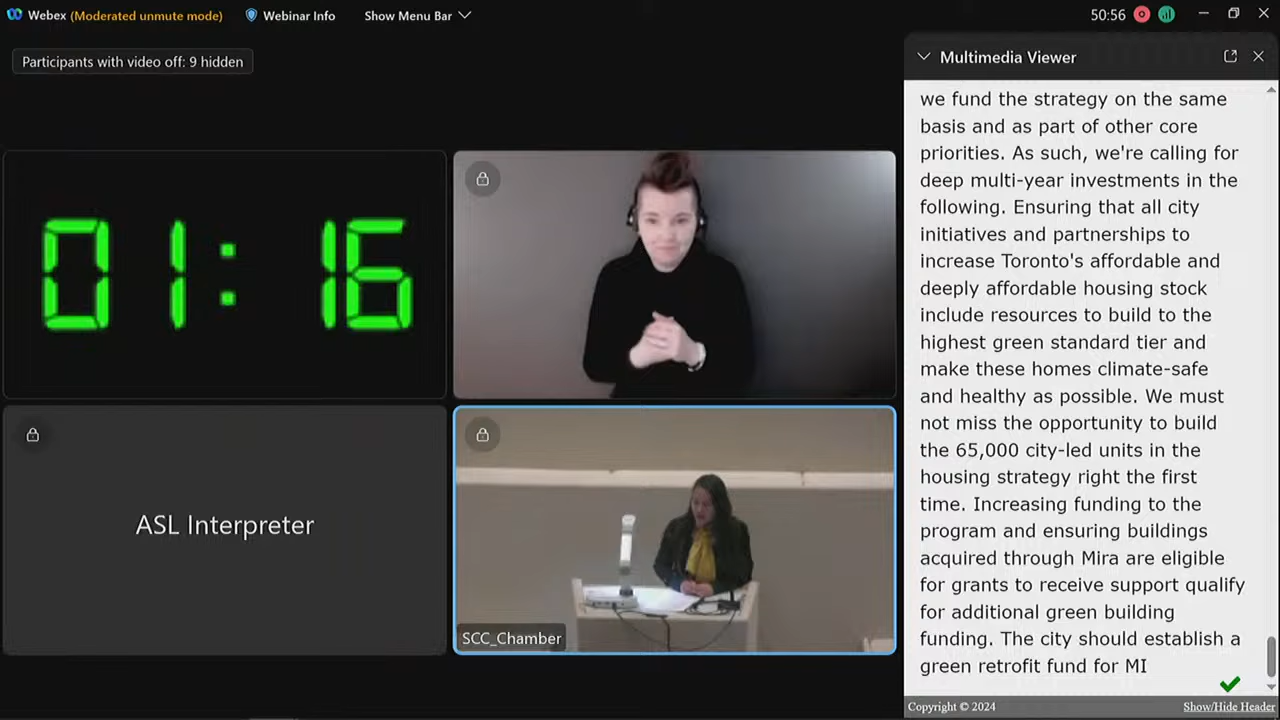 Webex (Moderated unmute mode) Webinar Info Show Menu Bar 50:56
Participants with video off: 9 hidden
Multimedia Viewer
01:16
ASL Interpreter
SCC_Chamber
we fund the strategy on the same
basis and as part of other core
priorities. As such, we're calling for
deep multi-year investments in the
following. Ensuring that all city
initiatives and partnerships to
increase Toronto's affordable and
deeply affordable housing stock
include resources to build to the
highest green standard tier and
make these homes climate-safe
and healthy as possible. We must
not miss the opportunity to build
the 65,000 city-led units in the
housing strategy right the first
time. Increasing funding to the
program and ensuring buildings
acquired through Mira are eligible
for grants to receive support qualify
for additional green building
funding. The city should establish a
green retrofit fund for MI
Copyright © 2024 Show/Hide Header